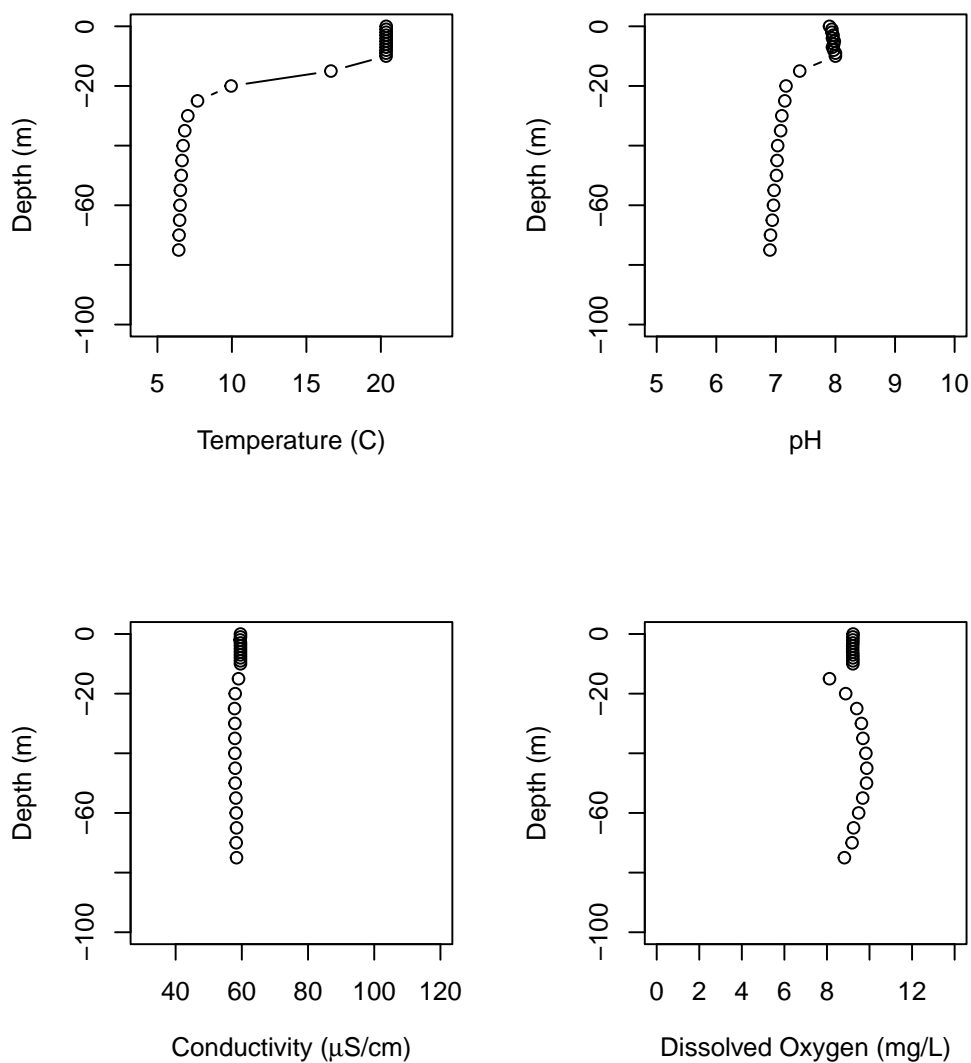 Depth (m)
0
−20
−60
−100
5 10 15 20
Temperature (C)
Depth (m)
0
−20
−60
−100
5 6 7 8 9 10
pH
Depth (m)
0
−20
−60
−100
40 60 80 100 120
Conductivity (μS/cm)
Depth (m)
0
−20
−60
−100
0 2 4 6 8 12
Dissolved Oxygen (mg/L)